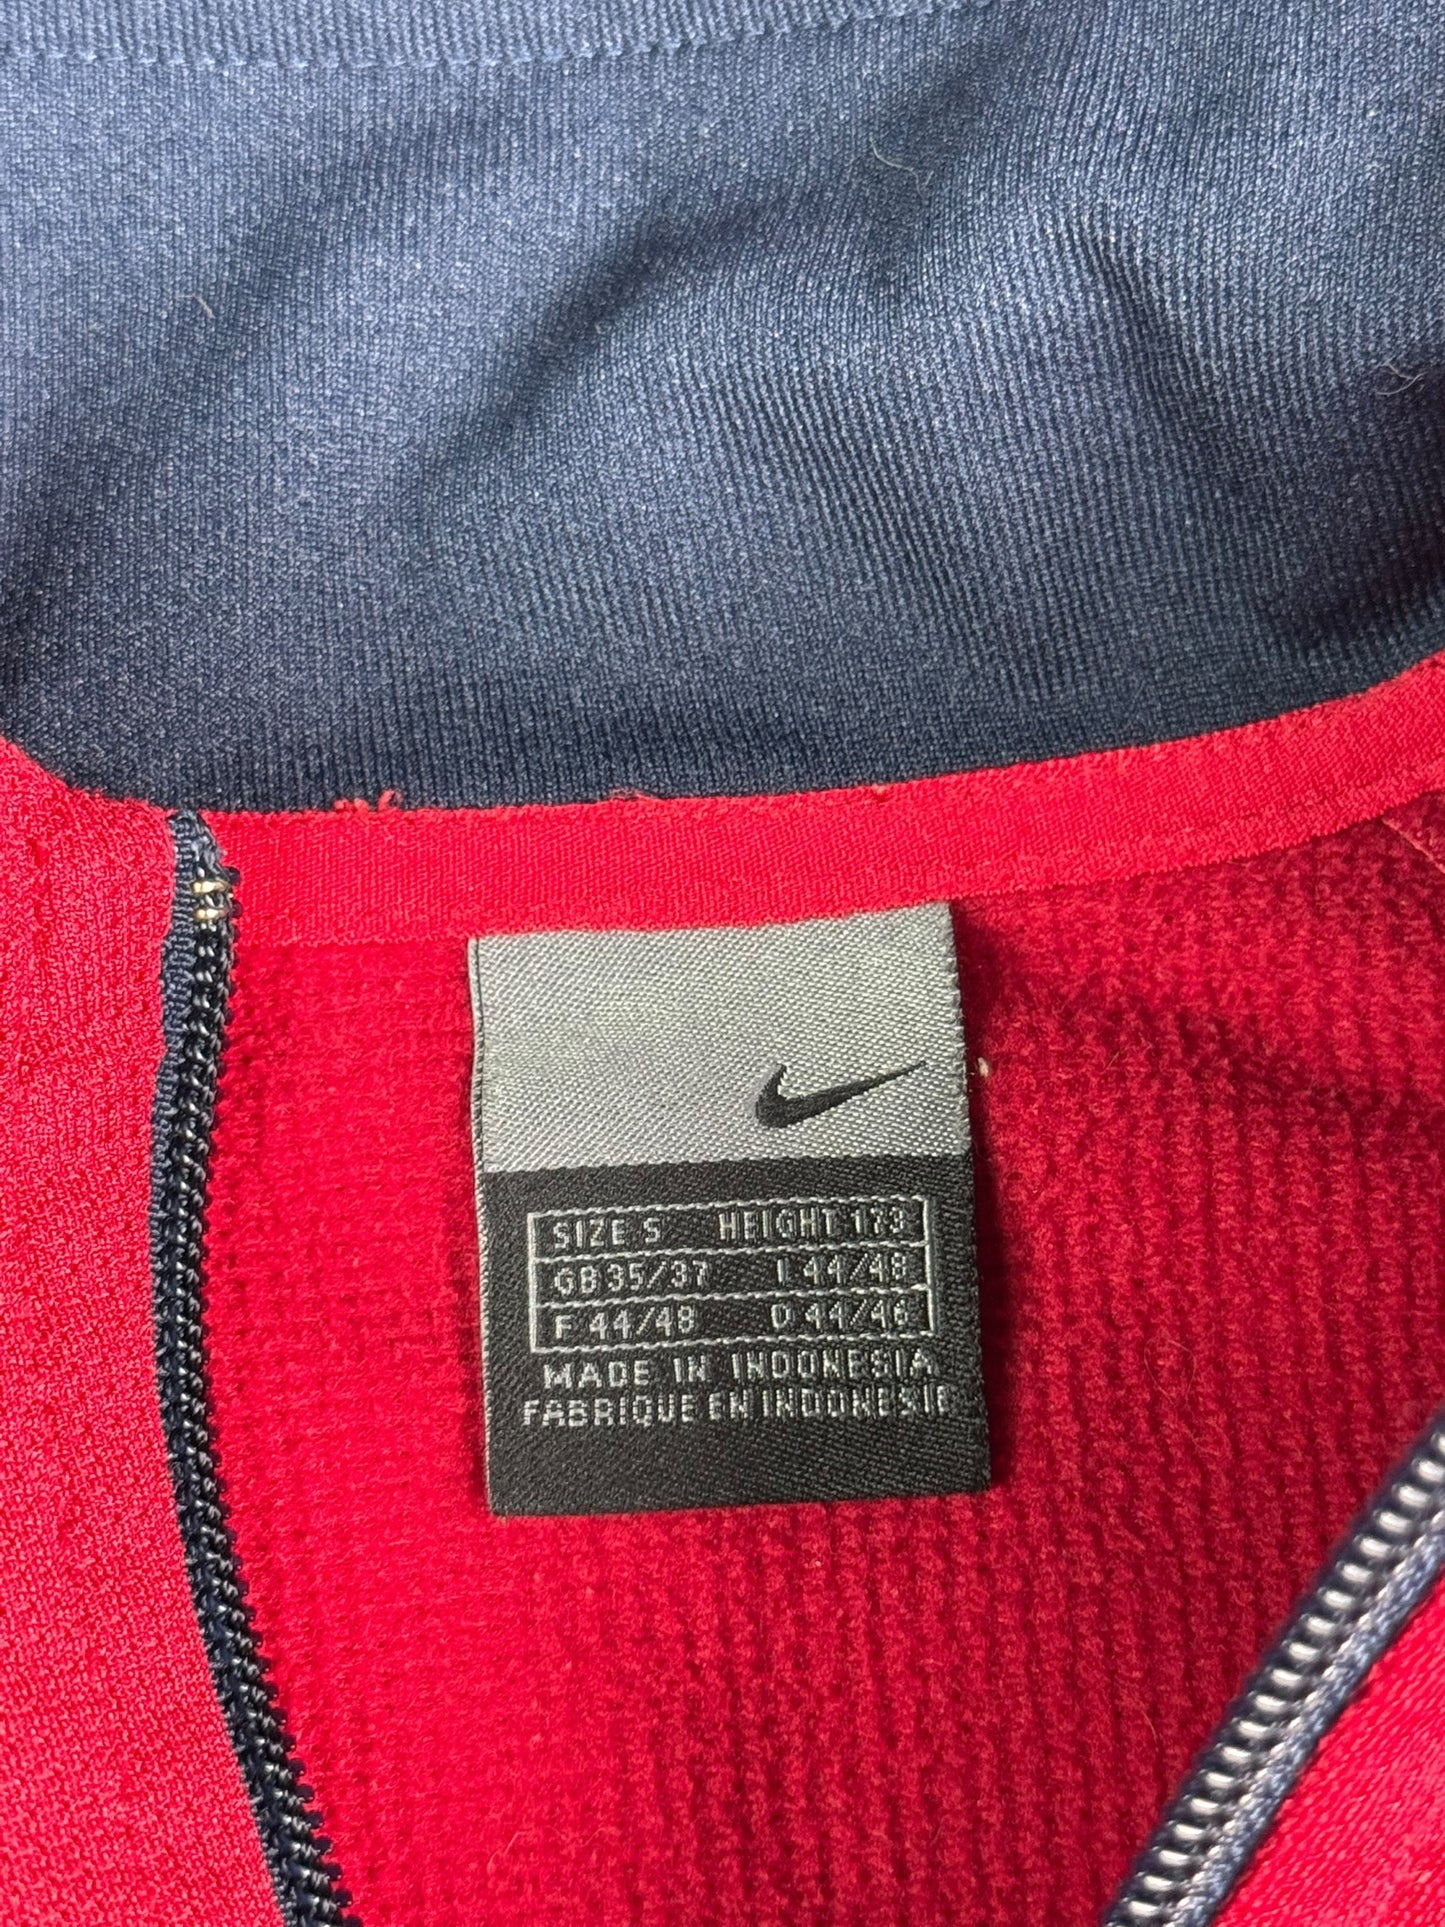 SIZE S HEIGHT 173
GB 35/37 I 44/48
F 44/48 D 44/46
MADE IN INDONESIA
FABRIQUE EN INDONESIE